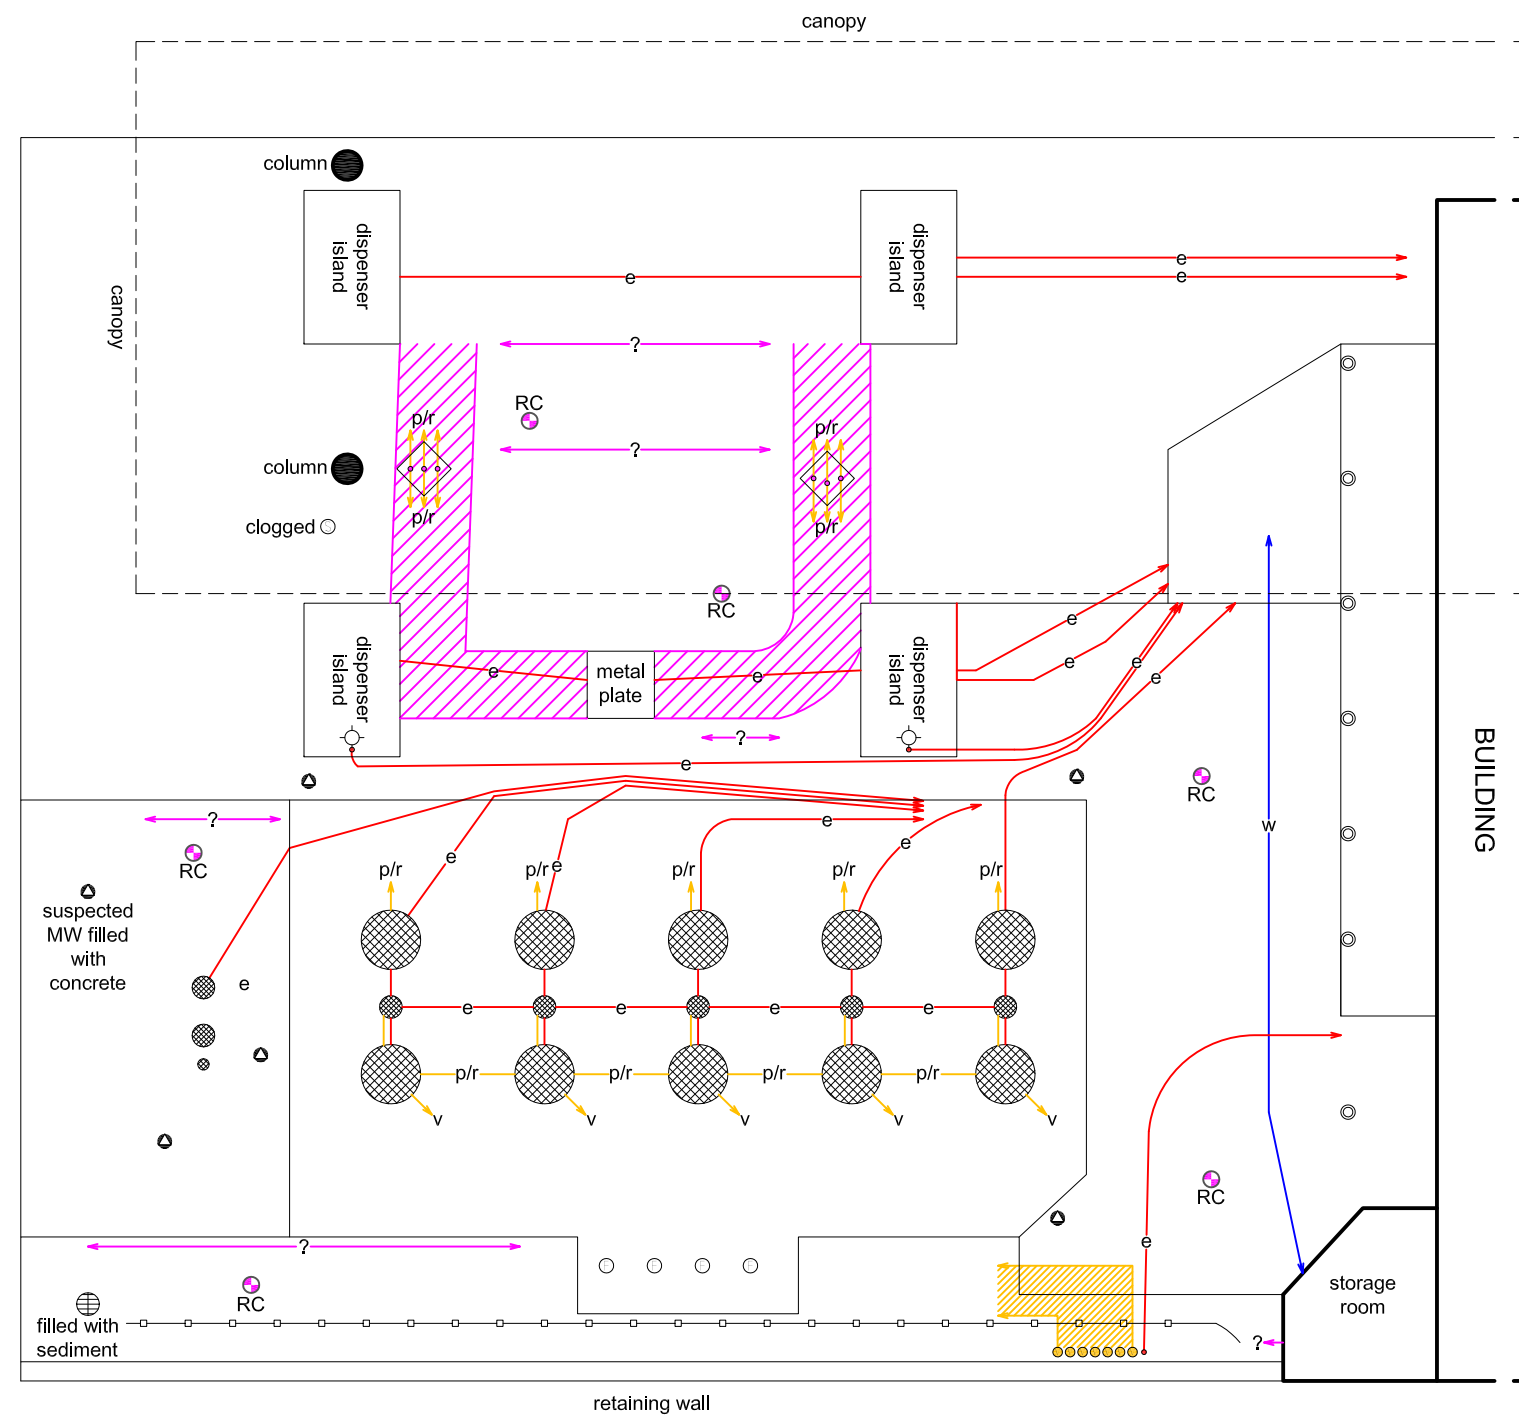 canopy
column
dispenser
island
dispenser
island
e
e
e
canopy
?
RC
p/r
p/r
?
column
p/r
p/r
clogged
RC
e
dispenser
island
e
metal
plate
e
dispenser
island
e
e
e
?
BUILDING
e
RC
?
e
w
RC
e
e
e
p/r
p/r
p/r
p/r
p/r
suspected
MW filled
with
concrete
e
e
e
e
e
p/r
p/r
p/r
p/r
v
v
v
v
v
RC
?
e
RC
storage
room
filled with
sediment
?
retaining wall